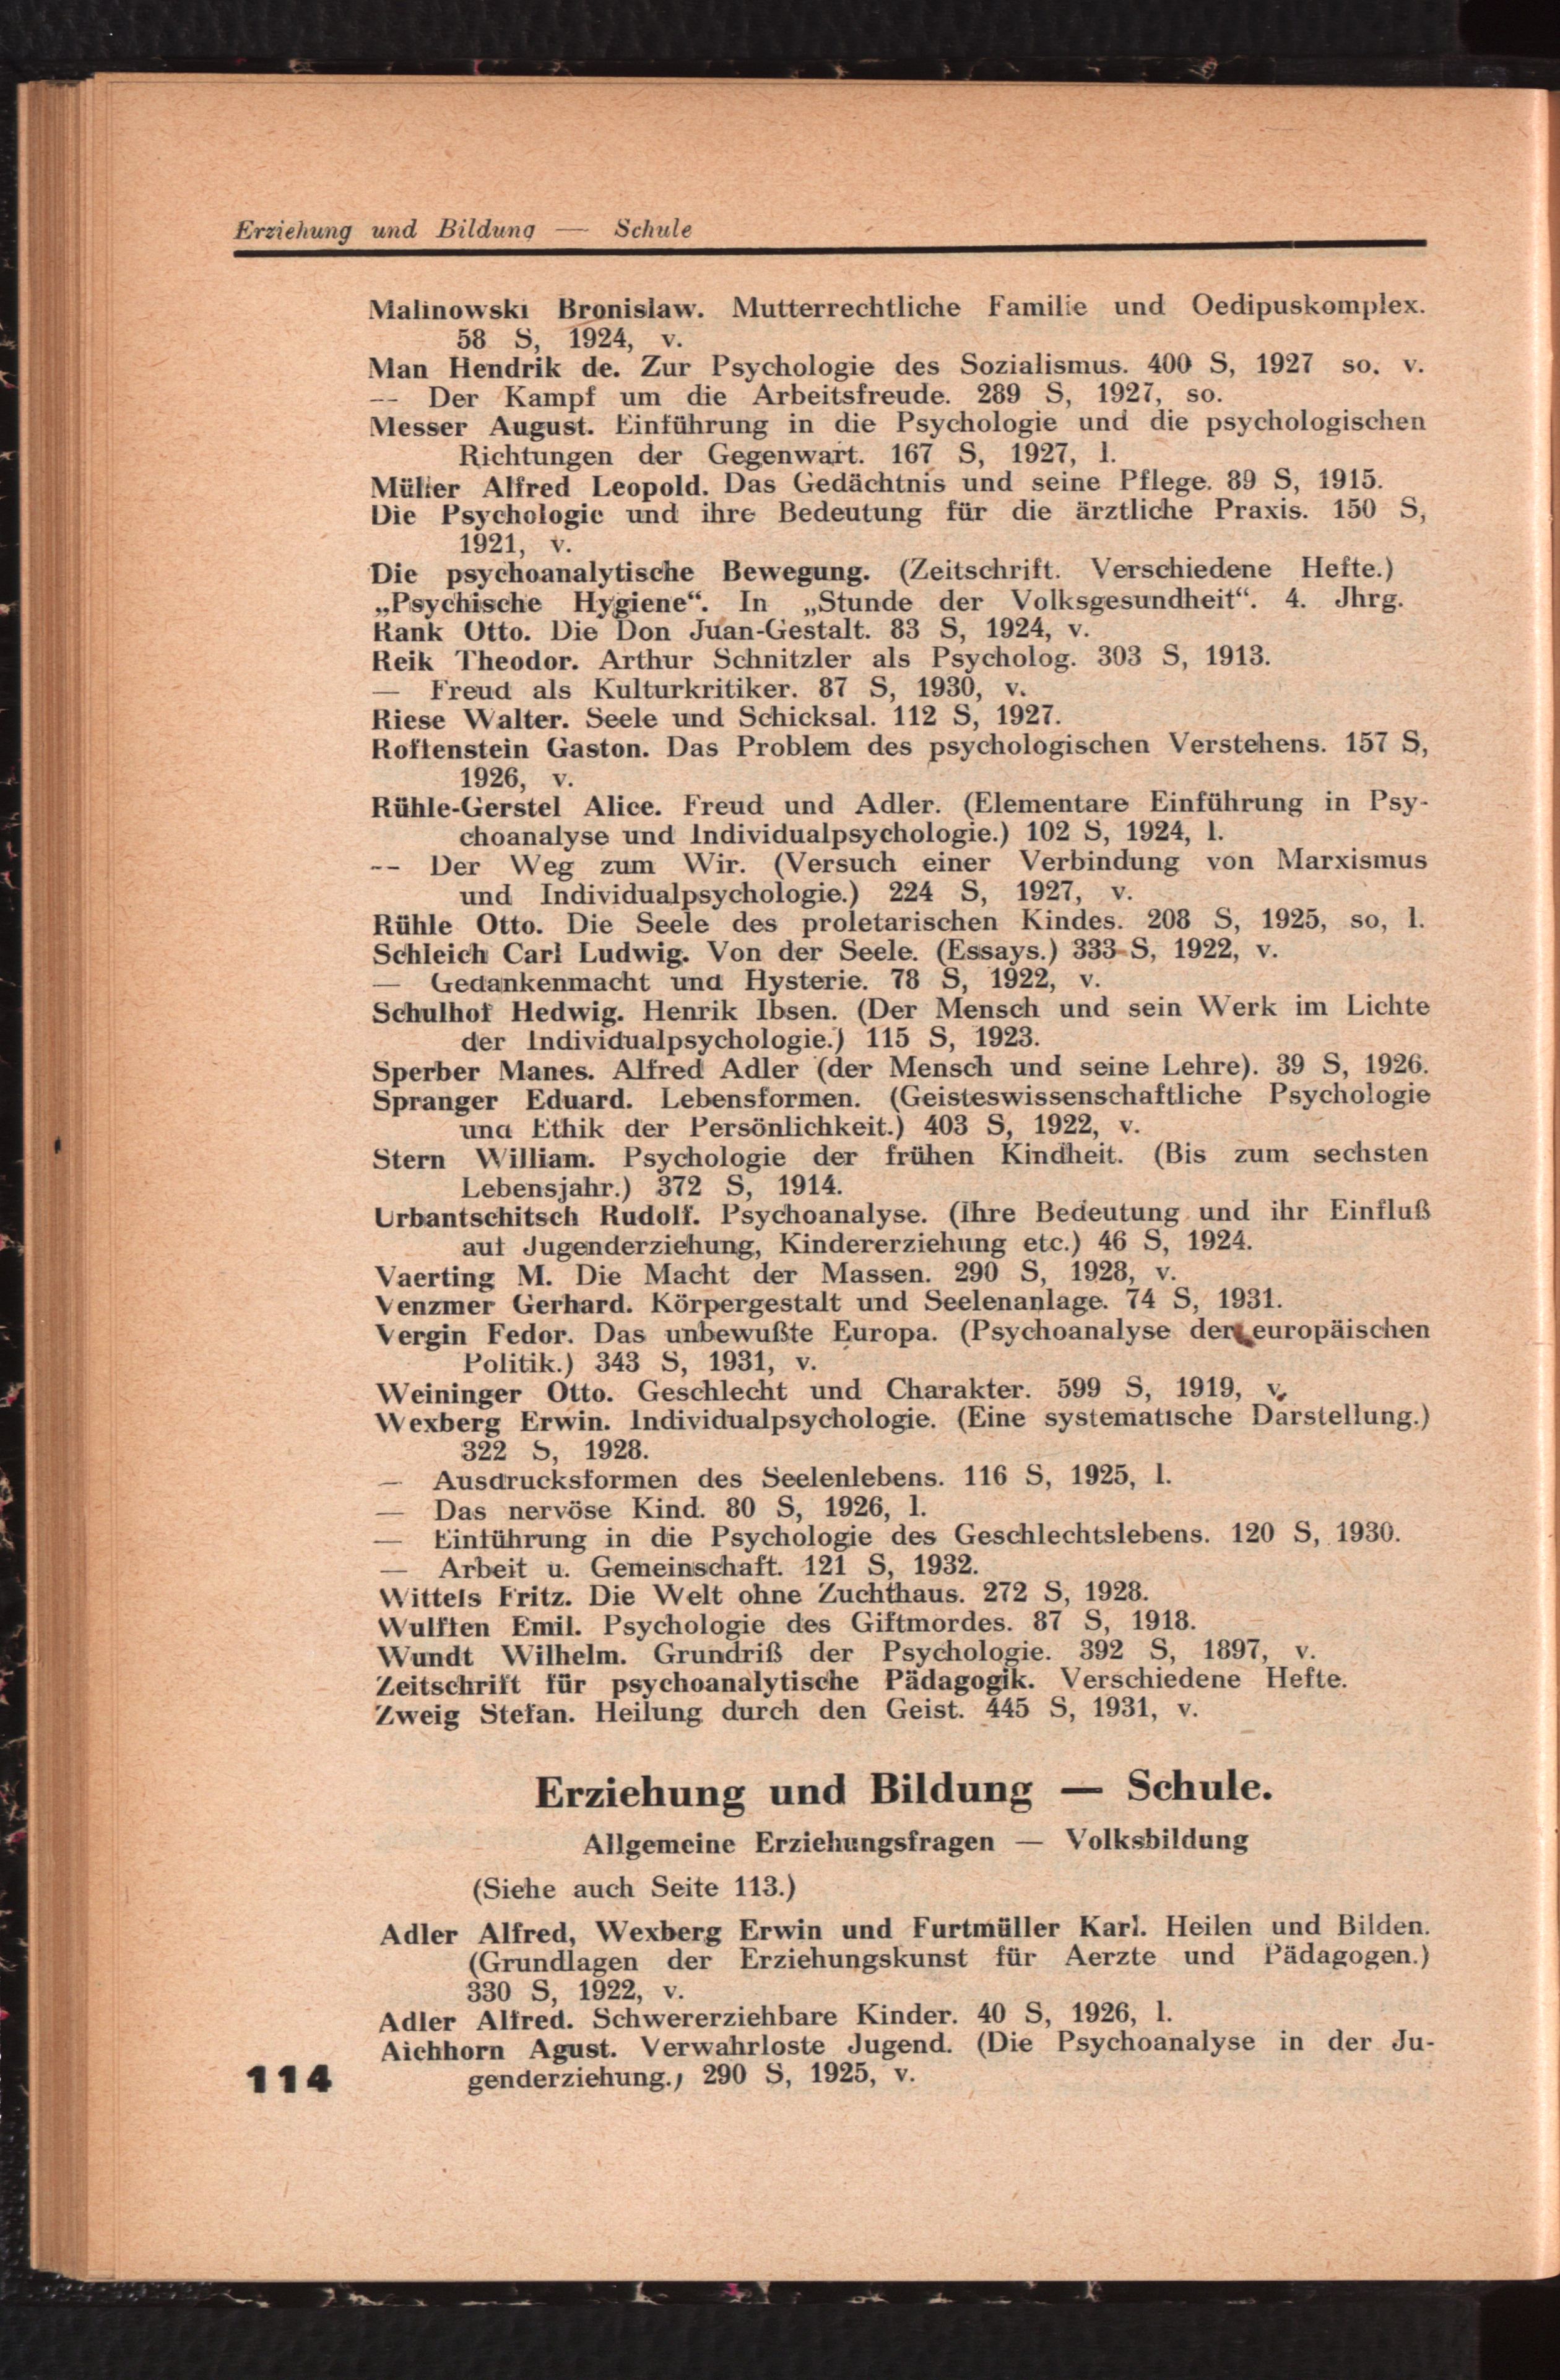 Erziehung und Bildung — Schule
Malinowski Bronislaw. Mutterrechtliche Familie und Oedipuskomplex.
58 S, 1924, v.
Man Hendrik de. Zur Psychologie des Sozialismus. 400 S, 1927 so. v.
-- Der Kampf um die Arbeitsfreude. 289 S, 1927, so.
Messer August. Einführung in die Psychologie und die psychologischen
Richtungen der Gegenwart. 167 S, 1927, l.
Müller Alfred Leopold. Das Gedächtnis und seine Pflege. 89 S, 1915.
Die Psychologie und ihre Bedeutung für die ärztliche Praxis. 150 S,
1921, v.
Die psychoanalytische Bewegung. (Zeitschrift. Verschiedene Hefte.)
„Psychische Hygiene“. In „Stunde der Volksgesundheit“. 4. Jhrg.
Rank Otto. Die Don Juan-Gestalt. 83 S, 1924, v.
Reik Theodor. Arthur Schnitzler als Psycholog. 303 S, 1913.
— Freud als Kulturkritiker. 87 S, 1930, v.
Riese Walter. Seele und Schicksal. 112 S, 1927.
Roffenstein Gaston. Das Problem des psychologischen Verstehens. 157 S,
1926, v.
Rühle-Gerstel Alice. Freud und Adler. (Elementare Einführung in Psy-
choanalyse und Individualpsychologie.) 102 S, 1924, l.
-- Der Weg zum Wir. (Versuch einer Verbindung von Marxismus
und Individualpsychologie.) 224 S, 1927, v.
Rühle Otto. Die Seele des proletarischen Kindes. 208 S, 1925, so, l.
Schleich Carl Ludwig. Von der Seele. (Essays.) 333 S, 1922, v.
— Gedankenmacht und Hysterie. 78 S, 1922, v.
Schulhof Hedwig. Henrik Ibsen. (Der Mensch und sein Werk im Lichte
der Individualpsychologie.) 115 S, 1923.
Sperber Manes. Alfred Adler (der Mensch und seine Lehre). 39 S, 1926.
Spranger Eduard. Lebensformen. (Geisteswissenschaftliche Psychologie
und Ethik der Persönlichkeit.) 403 S, 1922, v.
Stern William. Psychologie der frühen Kindheit. (Bis zum sechsten
Lebensjahr.) 372 S, 1914.
Urbantschitsch Rudolf. Psychoanalyse. (Ihre Bedeutung und ihr Einfluß
auf Jugenderziehung, Kindererziehung etc.) 46 S, 1924.
Vaerting M. Die Macht der Massen. 290 S, 1928, v.
Venzmer Gerhard. Körpergestalt und Seelenanlage. 74 S, 1931.
Vergin Fedor. Das unbewußte Europa. (Psychoanalyse der europäischen
Politik.) 343 S, 1931, v.
Weininger Otto. Geschlecht und Charakter. 599 S, 1919, v.
Wexberg Erwin. Individualpsychologie. (Eine systematische Darstellung.)
322 S, 1928.
— Ausdrucksformen des Seelenlebens. 116 S, 1925, l.
— Das nervöse Kind. 80 S, 1926, l.
— Einführung in die Psychologie des Geschlechtslebens. 120 S, 1930.
— Arbeit u. Gemeinschaft. 121 S, 1932.
Wittels Fritz. Die Welt ohne Zuchthaus. 272 S, 1928.
Wulffen Emil. Psychologie des Giftmordes. 87 S, 1918.
Wundt Wilhelm. Grundriß der Psychologie. 392 S, 1897, v.
Zeitschrift für psychoanalytische Pädagogik. Verschiedene Hefte.
Zweig Stefan. Heilung durch den Geist. 445 S, 1931, v.
Erziehung und Bildung — Schule.
Allgemeine Erziehungsfragen — Volksbildung
(Siehe auch Seite 113.)
Adler Alfred, Wexberg Erwin und Furtmüller Karl. Heilen und Bilden.
(Grundlagen der Erziehungskunst für Aerzte und Pädagogen.)
330 S, 1922, v.
Adler Alfred. Schwererziehbare Kinder. 40 S, 1926, l.
Aichhorn Agust. Verwahrloste Jugend. (Die Psychoanalyse in der Ju-
genderziehung.) 290 S, 1925, v.
114